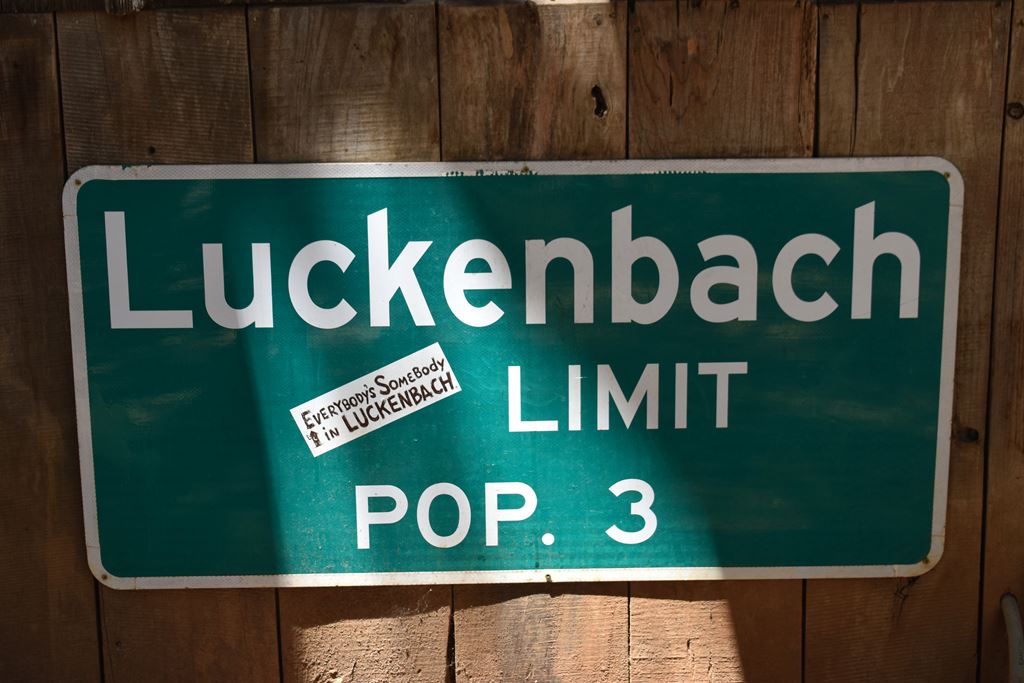 Luckenbach
LIMIT
EVERYBODY'S SOMEBODY
in LUCKENBACH.
POP. 3